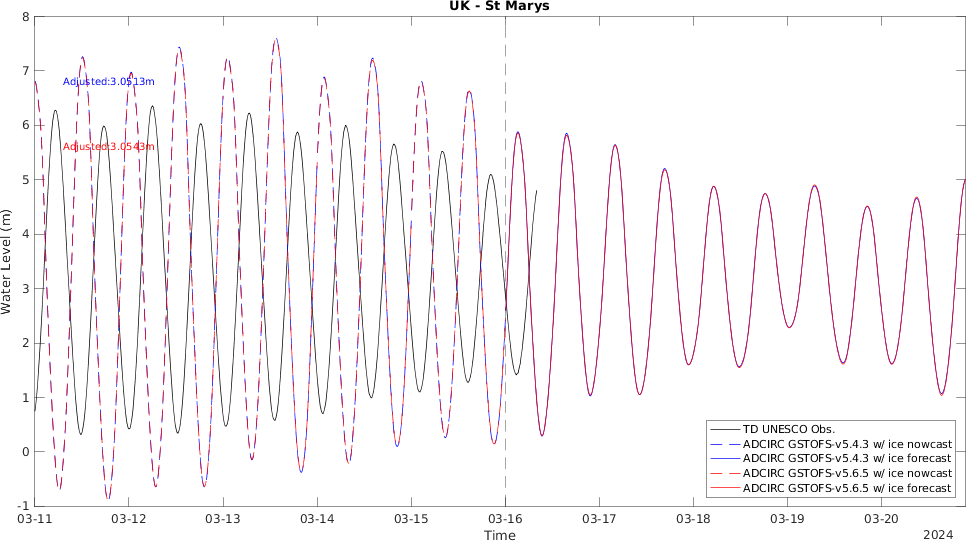 UK - St Marys
8
7
6
5
4
3
2
1
0
-1
Water Level (m)
Adjusted:3.0513m
Adjusted:3.0543m
TD UNESCO Obs.
ADCIRC GSTOFS-v5.4.3 w/ ice nowcast
ADCIRC GSTOFS-v5.4.3 w/ ice forecast
ADCIRC GSTOFS-v5.6.5 w/ ice nowcast
ADCIRC GSTOFS-v5.6.5 w/ ice forecast
03-11 03-12 03-13 03-14 03-15 03-16 03-17 03-18 03-19 03-20
Time
2024